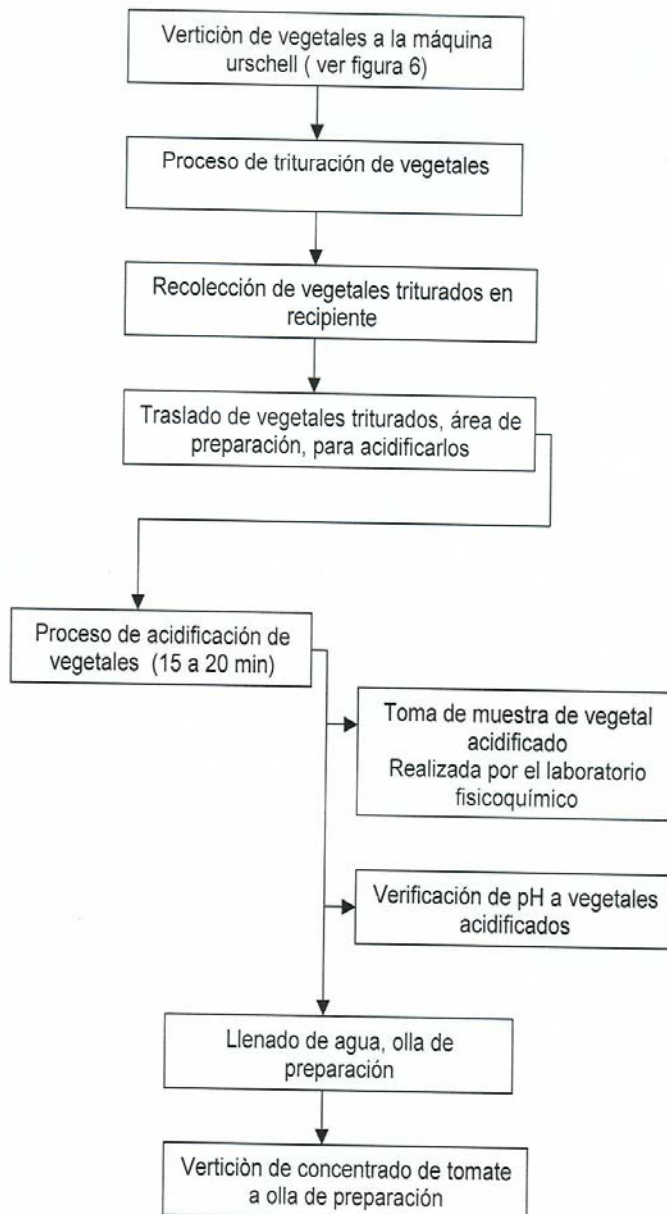 Verticiòn de vegetales a la máquina
urschell ( ver figura 6)
Proceso de trituración de vegetales
Recolección de vegetales triturados en
recipiente
Traslado de vegetales triturados, área de
preparación, para acidificarlos
Proceso de acidificación de
vegetales (15 a 20 min)
Toma de muestra de vegetal
acidificado
Realizada por el laboratorio
fisicoquímico
Verificación de pH a vegetales
acidificados
Llenado de agua, olla de
preparación
Verticiòn de concentrado de tomate
a olla de preparación